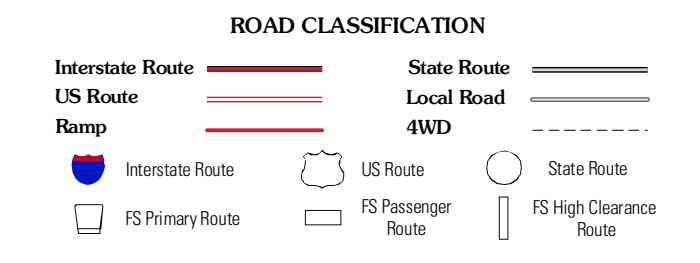 ROAD CLASSIFICATION
Interstate Route
State Route
US Route
Local Road
Ramp
4WD
Interstate Route
US Route
State Route
FS Primary Route
FS Passenger
Route
FS High Clearance
Route